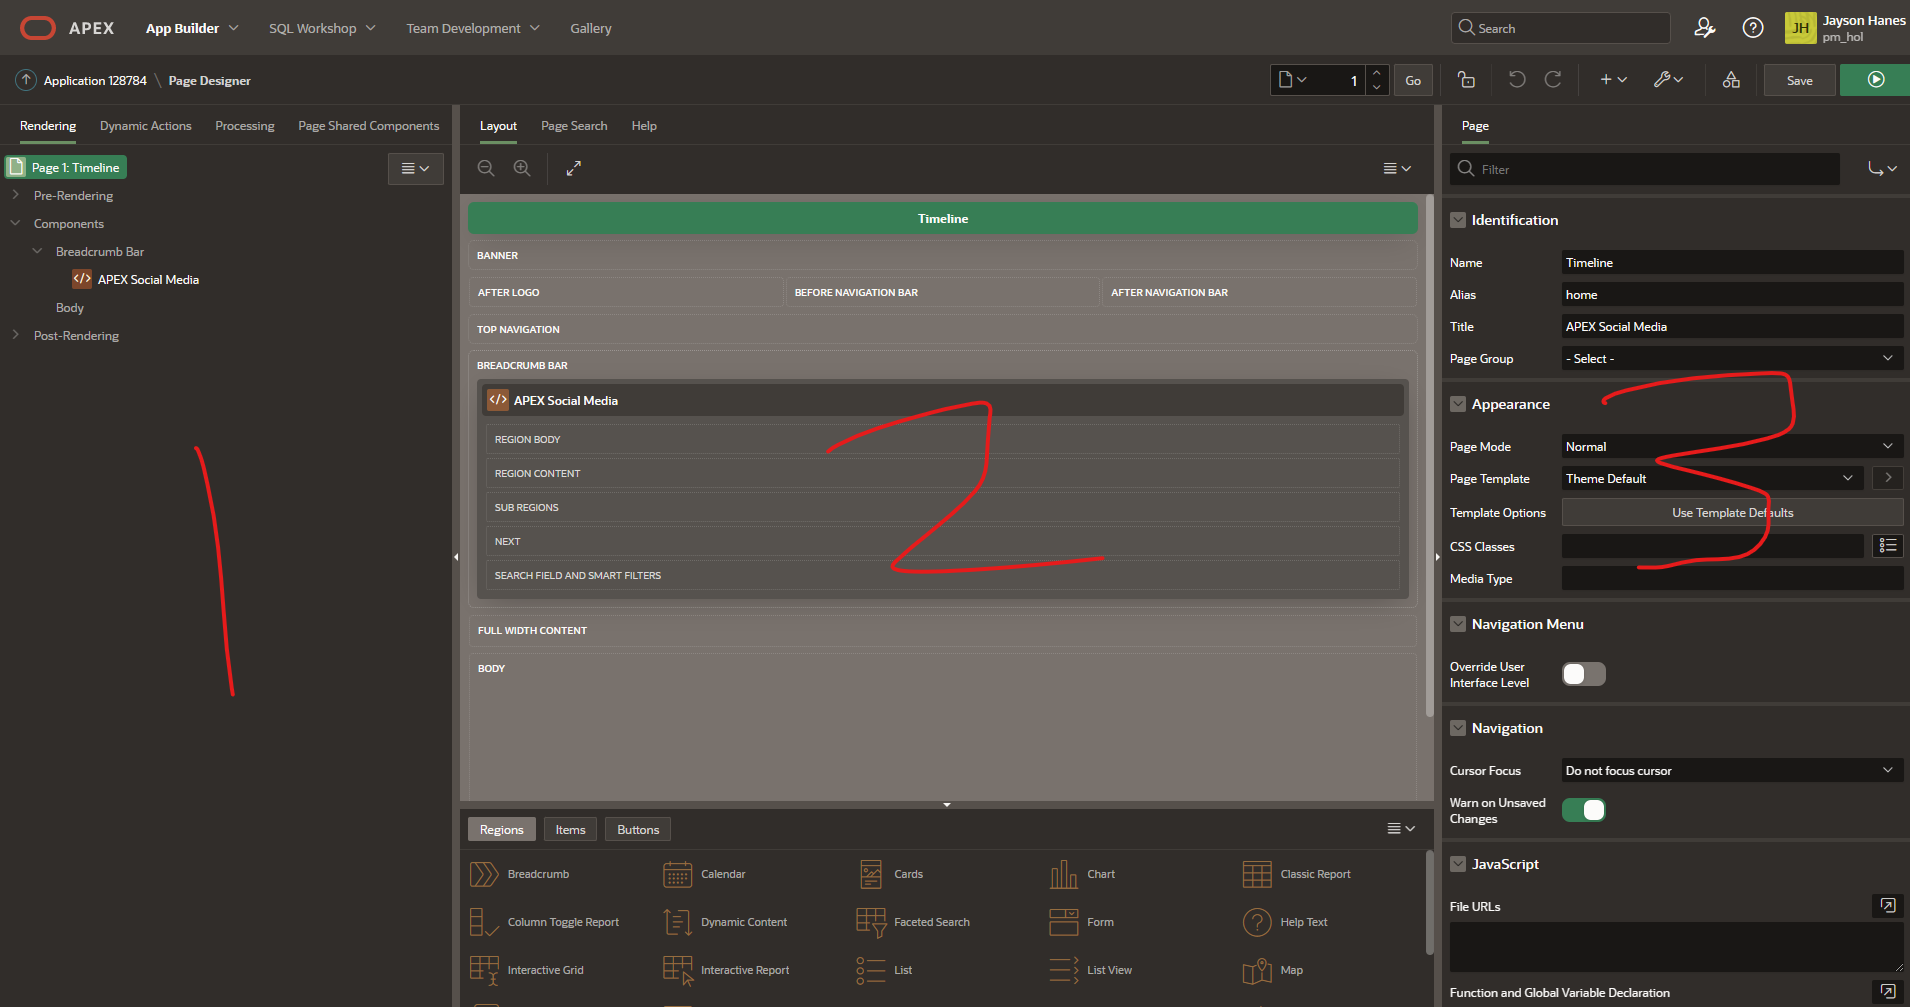 APEX App Builder SQL Workshop Team Development Gallery Search JH Jayson Hanes
pm_hol
Application 128784 \ Page Designer 1 Go Save
Rendering Dynamic Actions Processing Page Shared Components
Page 1: Timeline
Pre-Rendering
Components
Breadcrumb Bar
</> APEX Social Media
Body
Post-Rendering
1
Layout Page Search Help
Timeline
BANNER
AFTER LOGO BEFORE NAVIGATION BAR AFTER NAVIGATION BAR
TOP NAVIGATION
BREADCRUMB BAR
</> APEX Social Media
REGION BODY
REGION CONTENT
SUB REGIONS
NEXT
SEARCH FIELD AND SMART FILTERS
2
FULL WIDTH CONTENT
BODY
Regions Items Buttons
Breadcrumb Calendar Cards Chart Classic Report
Column Toggle Report Dynamic Content Faceted Search Form Help Text
Interactive Grid Interactive Report List List View Map
Page
Filter
Identification
Name Timeline
Alias home
Title APEX Social Media
Page Group - Select -
Appearance
Page Mode Normal
Page Template Theme Default
Template Options Use Template Defaults
CSS Classes
Media Type
3
Navigation Menu
Override User
Interface Level
Navigation
Cursor Focus Do not focus cursor
Warn on Unsaved
Changes
JavaScript
File URLs
Function and Global Variable Declaration